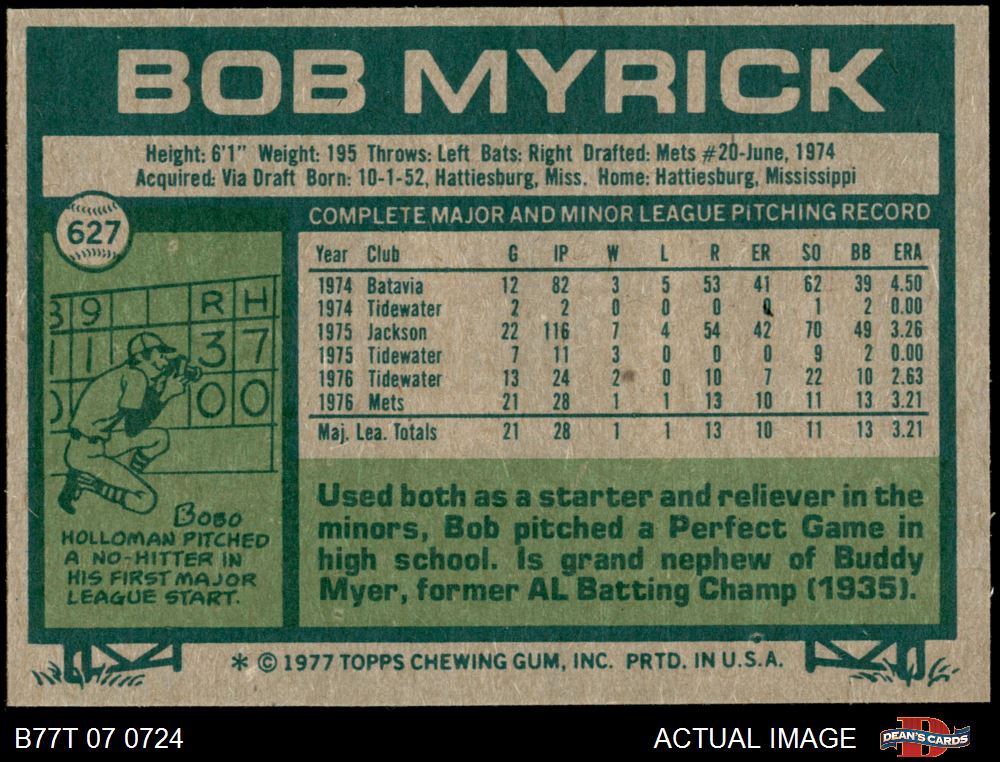 BOB MYRICK
Height: 6'1" Weight: 195 Throws: Left Bats: Right Drafted: Mets #20-June, 1974
Acquired: Via Draft Born: 10-1-52, Hattiesburg, Miss. Home: Hattiesburg, Mississippi
627
COMPLETE MAJOR AND MINOR LEAGUE PITCHING RECORD
Year Club G IP W L R ER SO BB ERA
1974 Batavia 12 82 3 5 53 41 62 39 4.50
1974 Tidewater 2 2 0 0 0 0 1 2 0.00
1975 Jackson 22 116 7 4 54 42 70 49 3.26
1975 Tidewater 7 11 3 0 0 0 9 2 0.00
1976 Tidewater 13 24 2 0 10 7 22 10 2.63
1976 Mets 21 28 1 1 13 10 11 13 3.21
Maj. Lea. Totals 21 28 1 1 13 10 11 13 3.21
8 9 R H
1 1 3 7
0 0 0
BOBO
HOLLOMAN PITCHED
A NO-HITTER IN
HIS FIRST MAJOR
LEAGUE START.
Used both as a starter and reliever in the
minors, Bob pitched a Perfect Game in
high school. Is grand nephew of Buddy
Myer, former AL Batting Champ (1935).
* © 1977 TOPPS CHEWING GUM, INC. PRTD. IN U.S.A.
B77T 07 0724
ACTUAL IMAGE
D
DEAN'S CARDS